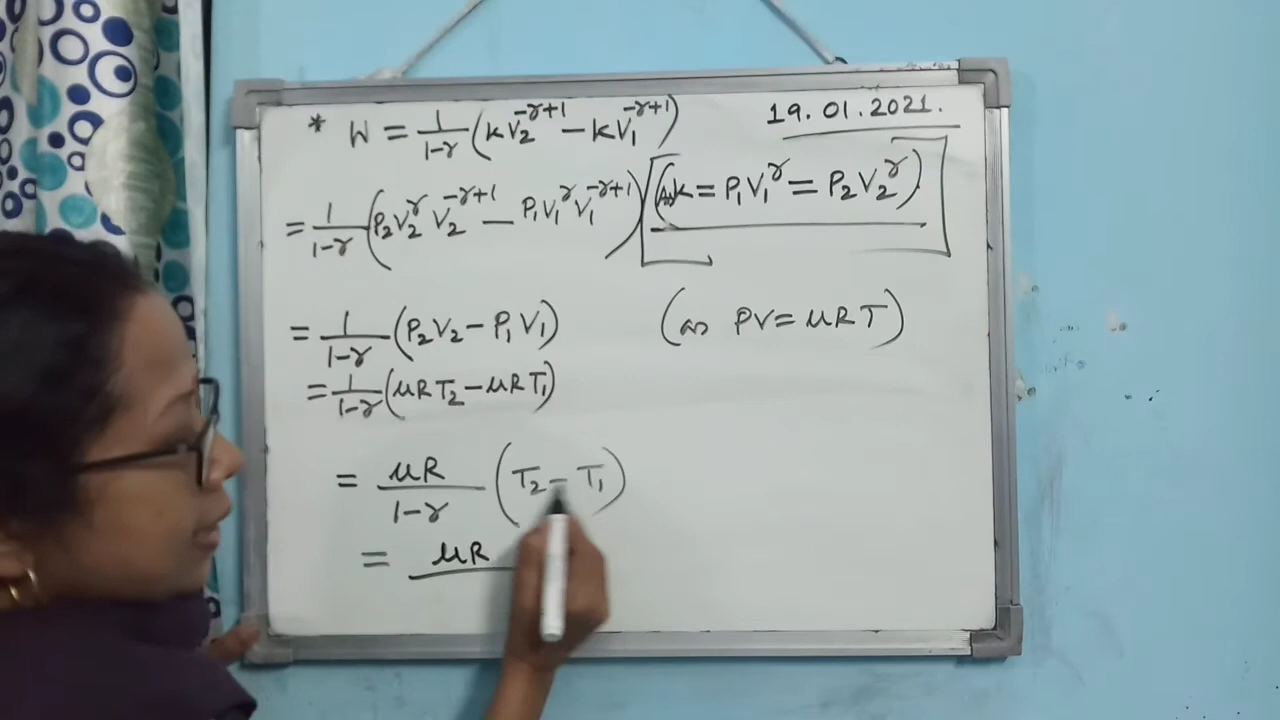 * W = 1/1-γ (KV₂^-γ+1 - KV₁^-γ+1)
19.01.2021.
= 1/1-γ (P₂V₂^γ V₂^-γ+1 - P₁V₁^γ V₁^-γ+1) (as K = P₁V₁^γ = P₂V₂^γ)
= 1/1-γ (P₂V₂ - P₁V₁) (as PV = μRT)
= 1/1-γ (μRT₂ - μRT₁)
= μR/1-γ (T₂ - T₁)
= μR